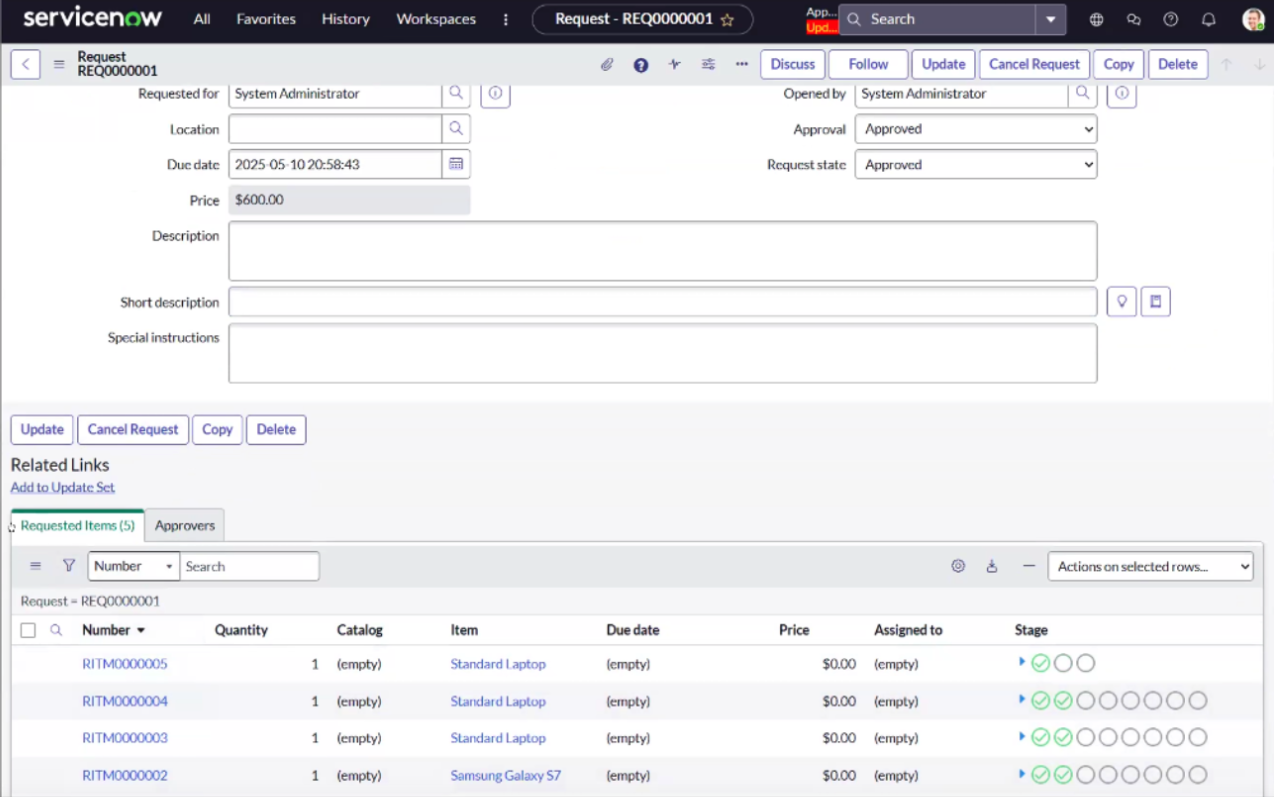 servicenow All Favorites History Workspaces Request - REQ0000001 App... Upd... Search
Request
REQ0000001
Discuss Follow Update Cancel Request Copy Delete
Requested for System Administrator Opened by System Administrator
Location Approval Approved
Due date 2025-05-10 20:58:43 Request state Approved
Price $600.00
Description
Short description
Special instructions
Update Cancel Request Copy Delete
Related Links
Add to Update Set
Requested Items (5) Approvers
Number Search Actions on selected rows...
Request = REQ0000001
Number Quantity Catalog Item Due date Price Assigned to Stage
RITM0000005 1 (empty) Standard Laptop (empty) $0.00 (empty)
RITM0000004 1 (empty) Standard Laptop (empty) $0.00 (empty)
RITM0000003 1 (empty) Standard Laptop (empty) $0.00 (empty)
RITM0000002 1 (empty) Samsung Galaxy S7 (empty) $0.00 (empty)